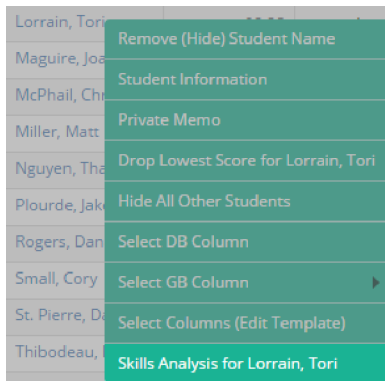 Lorrain, Tori
Remove (Hide) Student Name
Maguire, Joa
Student Information
McPhail, Chr
Private Memo
Miller, Matt
Drop Lowest Score for Lorrain, Tori
Nguyen, Tha
Hide All Other Students
Plourde, Jak
Select DB Column
Rogers, Dan
Select GB Column
Small, Cory
Select Columns (Edit Template)
St. Pierre, Da
Skills Analysis for Lorrain, Tori
Thibodeau,